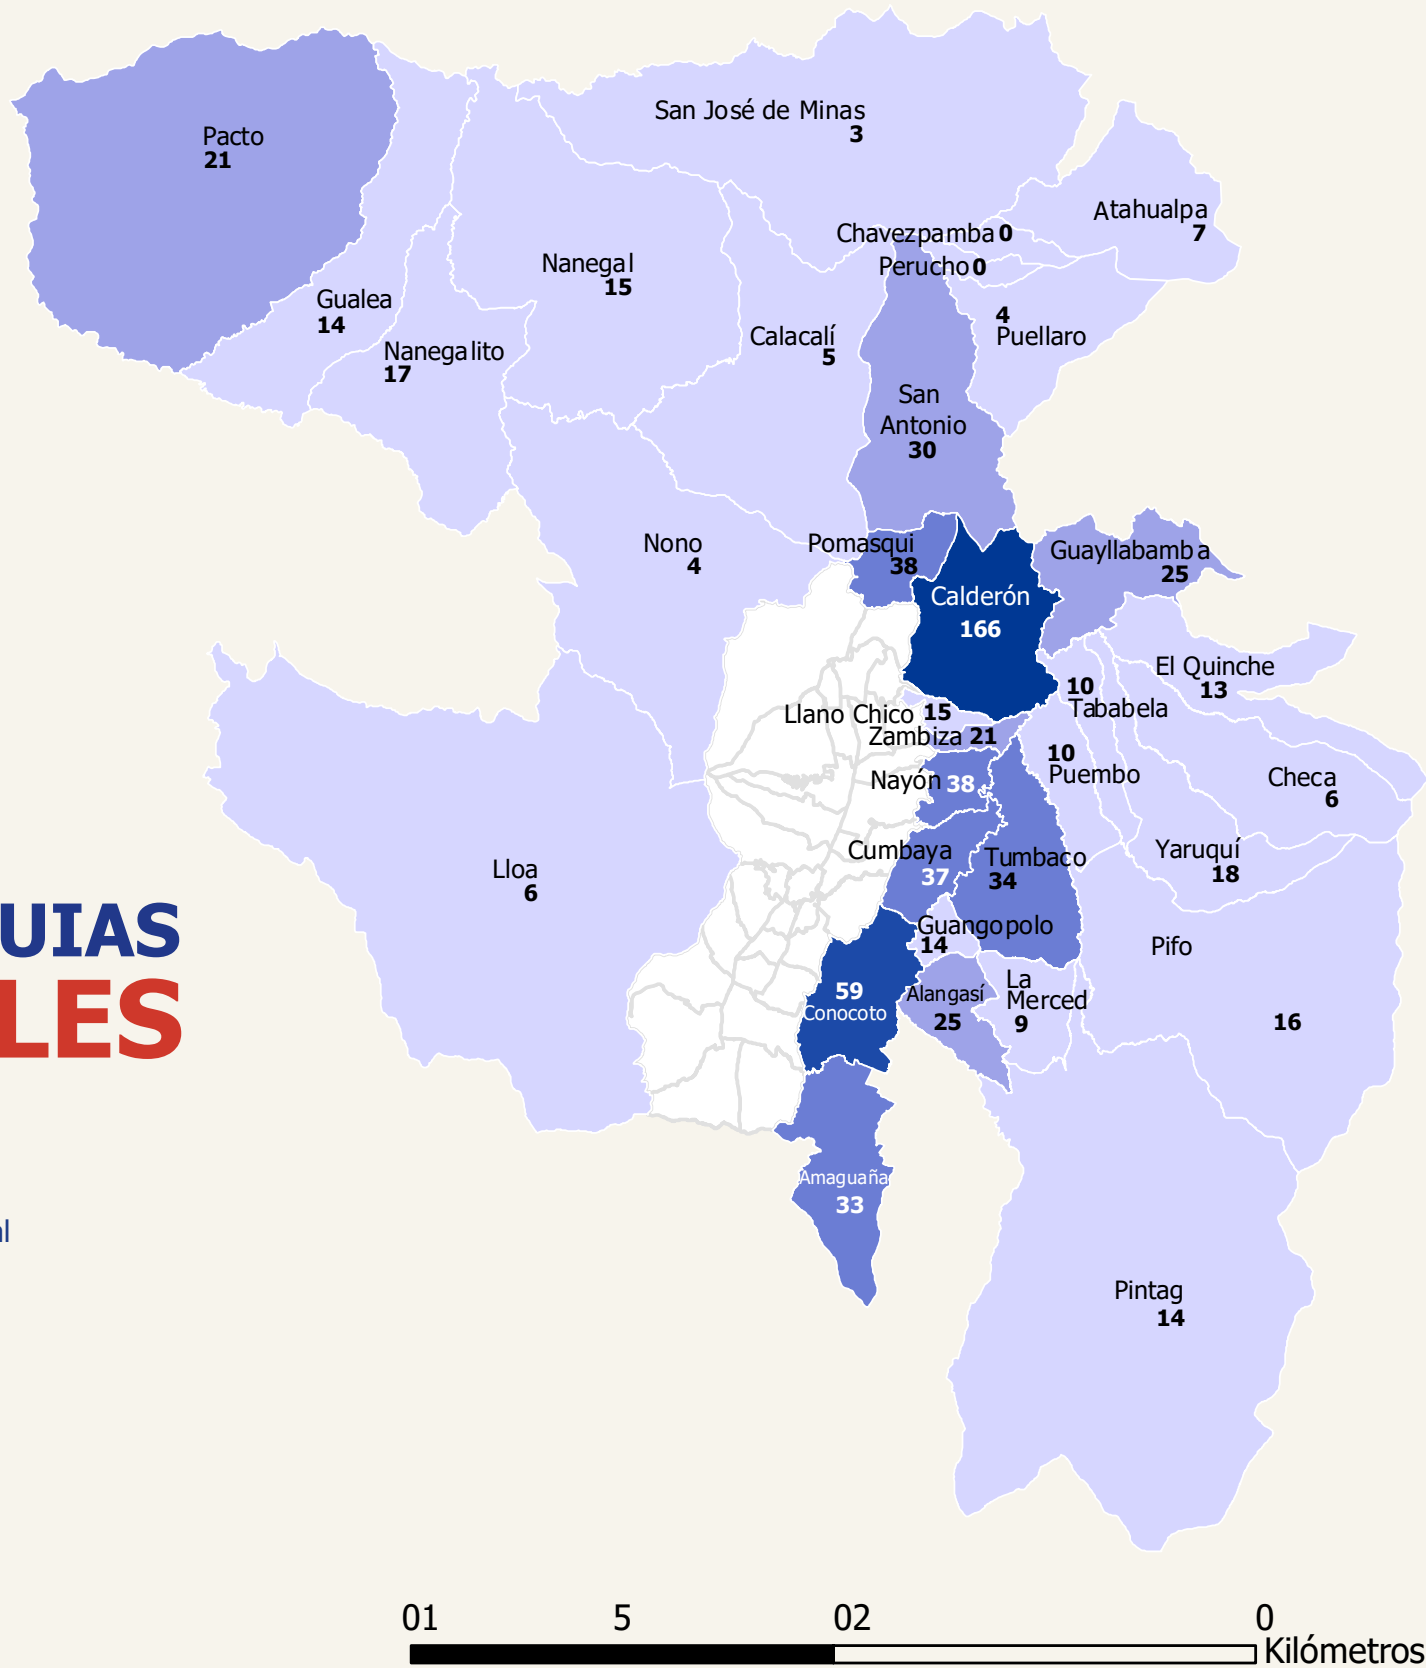 San José de Minas
3
Pacto
21
Atahualpa
7
Chavezpamba 0
Perucho 0
Nanegal
15
Gualea
14
4
Puellaro
Calacalí
5
Nanegalito
17
San
Antonio
30
Nono
4
Pomasqui
38
Guayllabamba
25
Calderón
166
El Quinche
13
10
Tababela
Llano Chico 15
Zambiza 21
10
Puembo
Nayón 38
Checa
6
Cumbaya
37
Tumbaco
34
Yaruquí
18
Lloa
6
UIAS
LES
Guangopolo
14
Pifo
16
La
Merced
9
59
Conocoto
Alangasí
25
Amaguaña
33
al
Pintag
14
01 5 02 0
Kilómetros